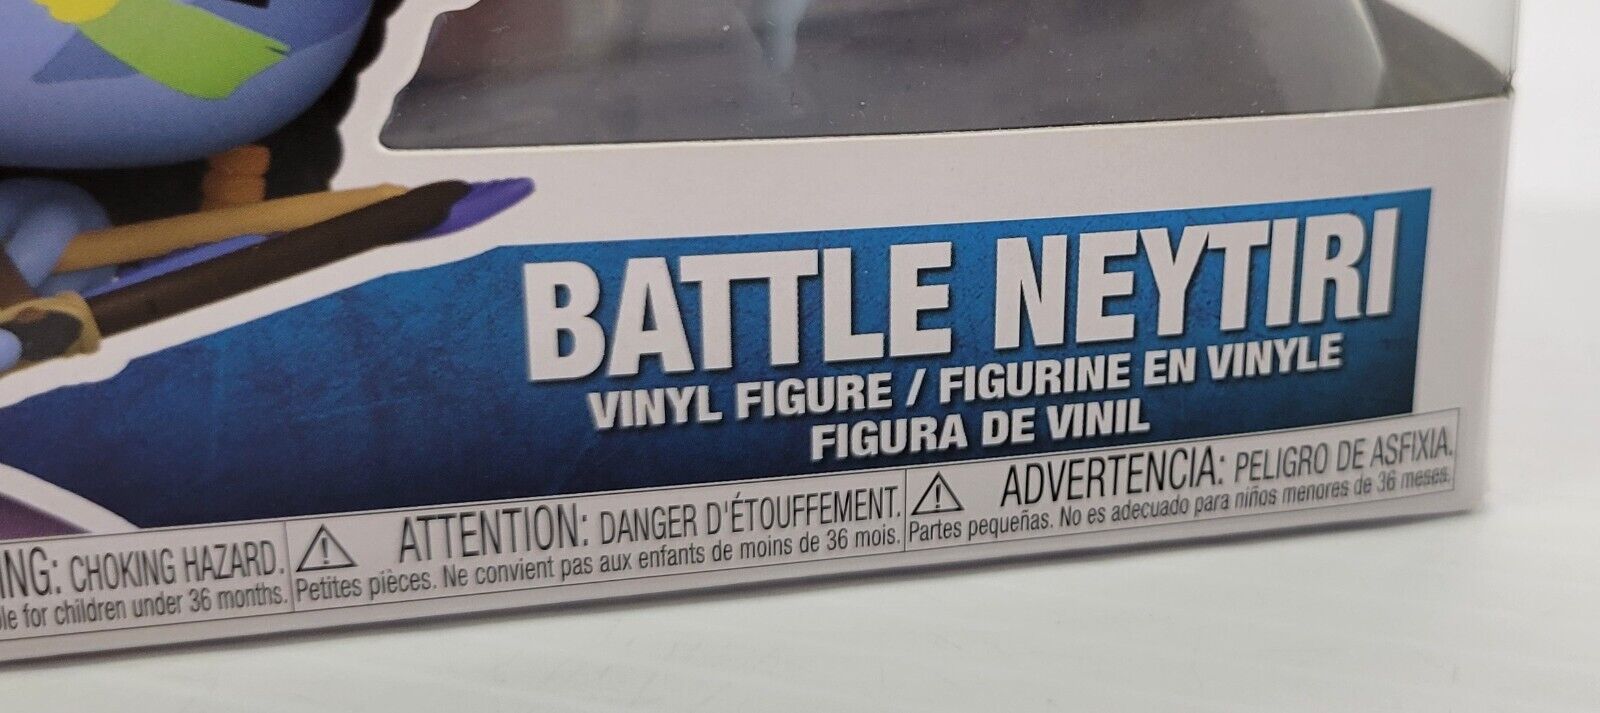 BATTLE NEYTIRI
VINYL FIGURE / FIGURINE EN VINYLE
FIGURA DE VINIL
ING: CHOKING HAZARD.
le for children under 36 months.
ATTENTION: DANGER D'ÉTOUFFEMENT.
Petites pièces. Ne convient pas aux enfants de moins de 36 mois.
ADVERTENCIA: PELIGRO DE ASFIXIA.
Partes pequeñas. No es adecuado para niños menores de 36 meses.